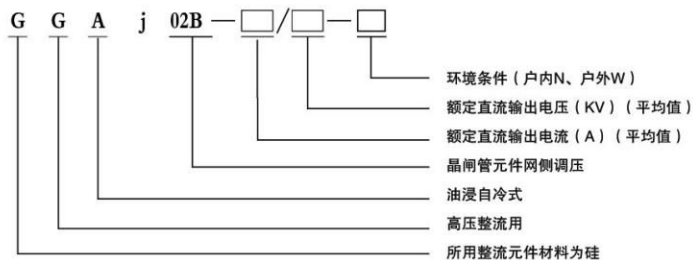 G G A j 02B—□/□—□
环境条件（户内N、户外W）
额定直流输出电压（KV）（平均值）
额定直流输出电流（A）（平均值）
晶闸管元件网侧调压
油浸自冷式
高压整流用
所用整流元件材料为硅